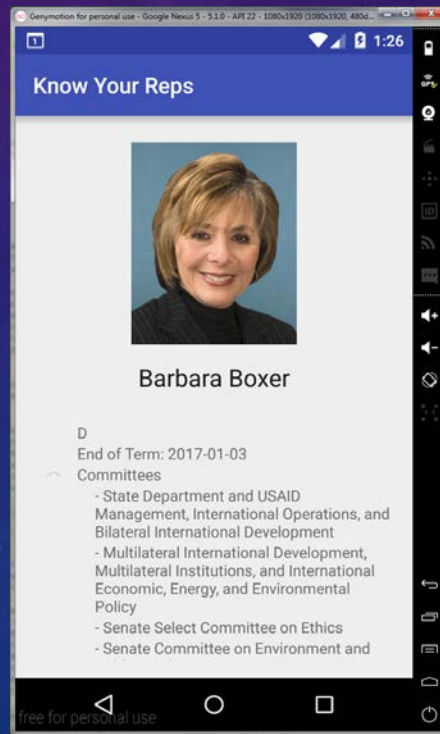 Genymotion for personal use - Google Nexus 5 - 5.1.0 - API 22 - 1080x1920 (1080x1920, 480d...
1
1:26
Know Your Reps
GPS
ID
Barbara Boxer
D
End of Term: 2017-01-03
Committees
- State Department and USAID
Management, International Operations, and
Bilateral International Development
- Multilateral International Development,
Multilateral Institutions, and International
Economic, Energy, and Environmental
Policy
- Senate Select Committee on Ethics
- Senate Committee on Environment and
free for personal use